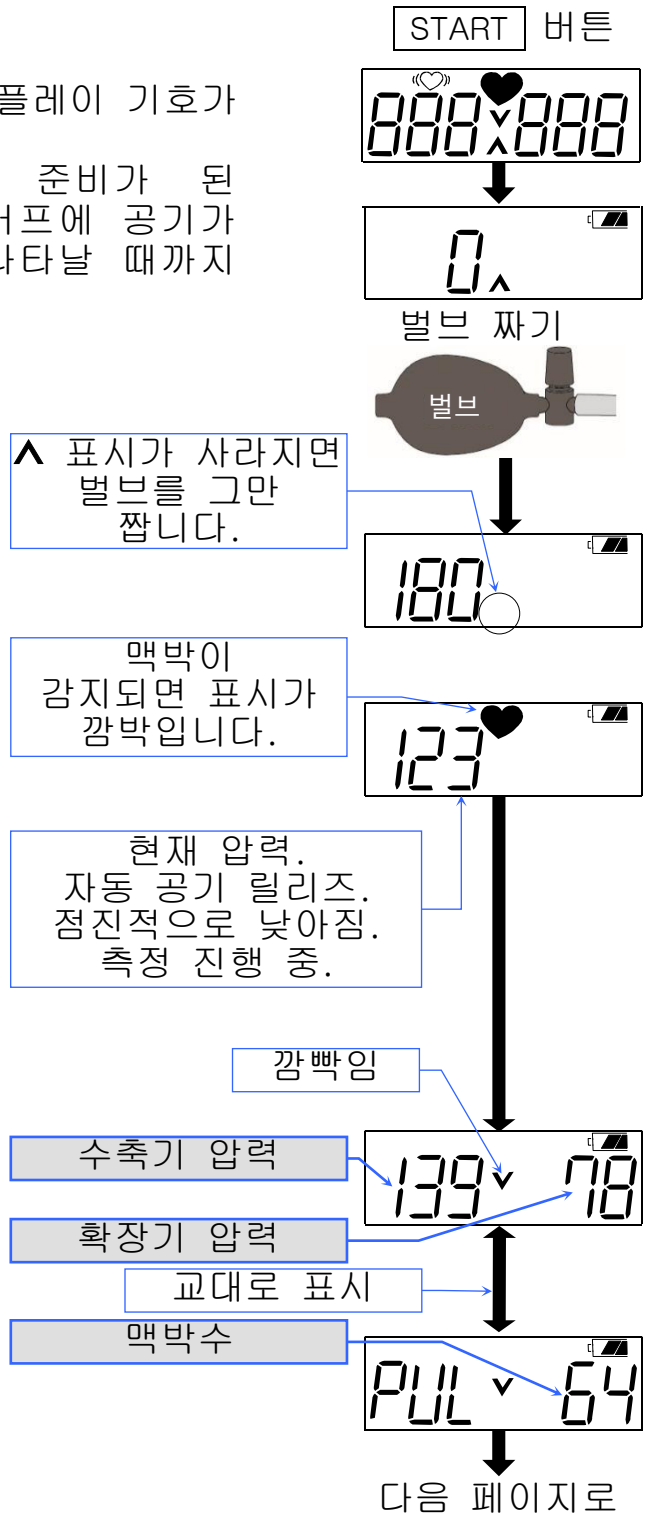 START 버튼
플레이 기호가
888 888
준비가 된
공기가
때까지
0
벌브 짜기
벌브
∧ 표시가 사라지면
벌브를 그만
짭니다.
180
맥박이
감지되면 표시가
깜박입니다.
123
현재 압력.
자동 공기 릴리즈.
점진적으로 낮아짐.
측정 진행 중.
깜빡임
수축기 압력
139 78
확장기 압력
교대로 표시
맥박수
PUL 64
다음 페이지로